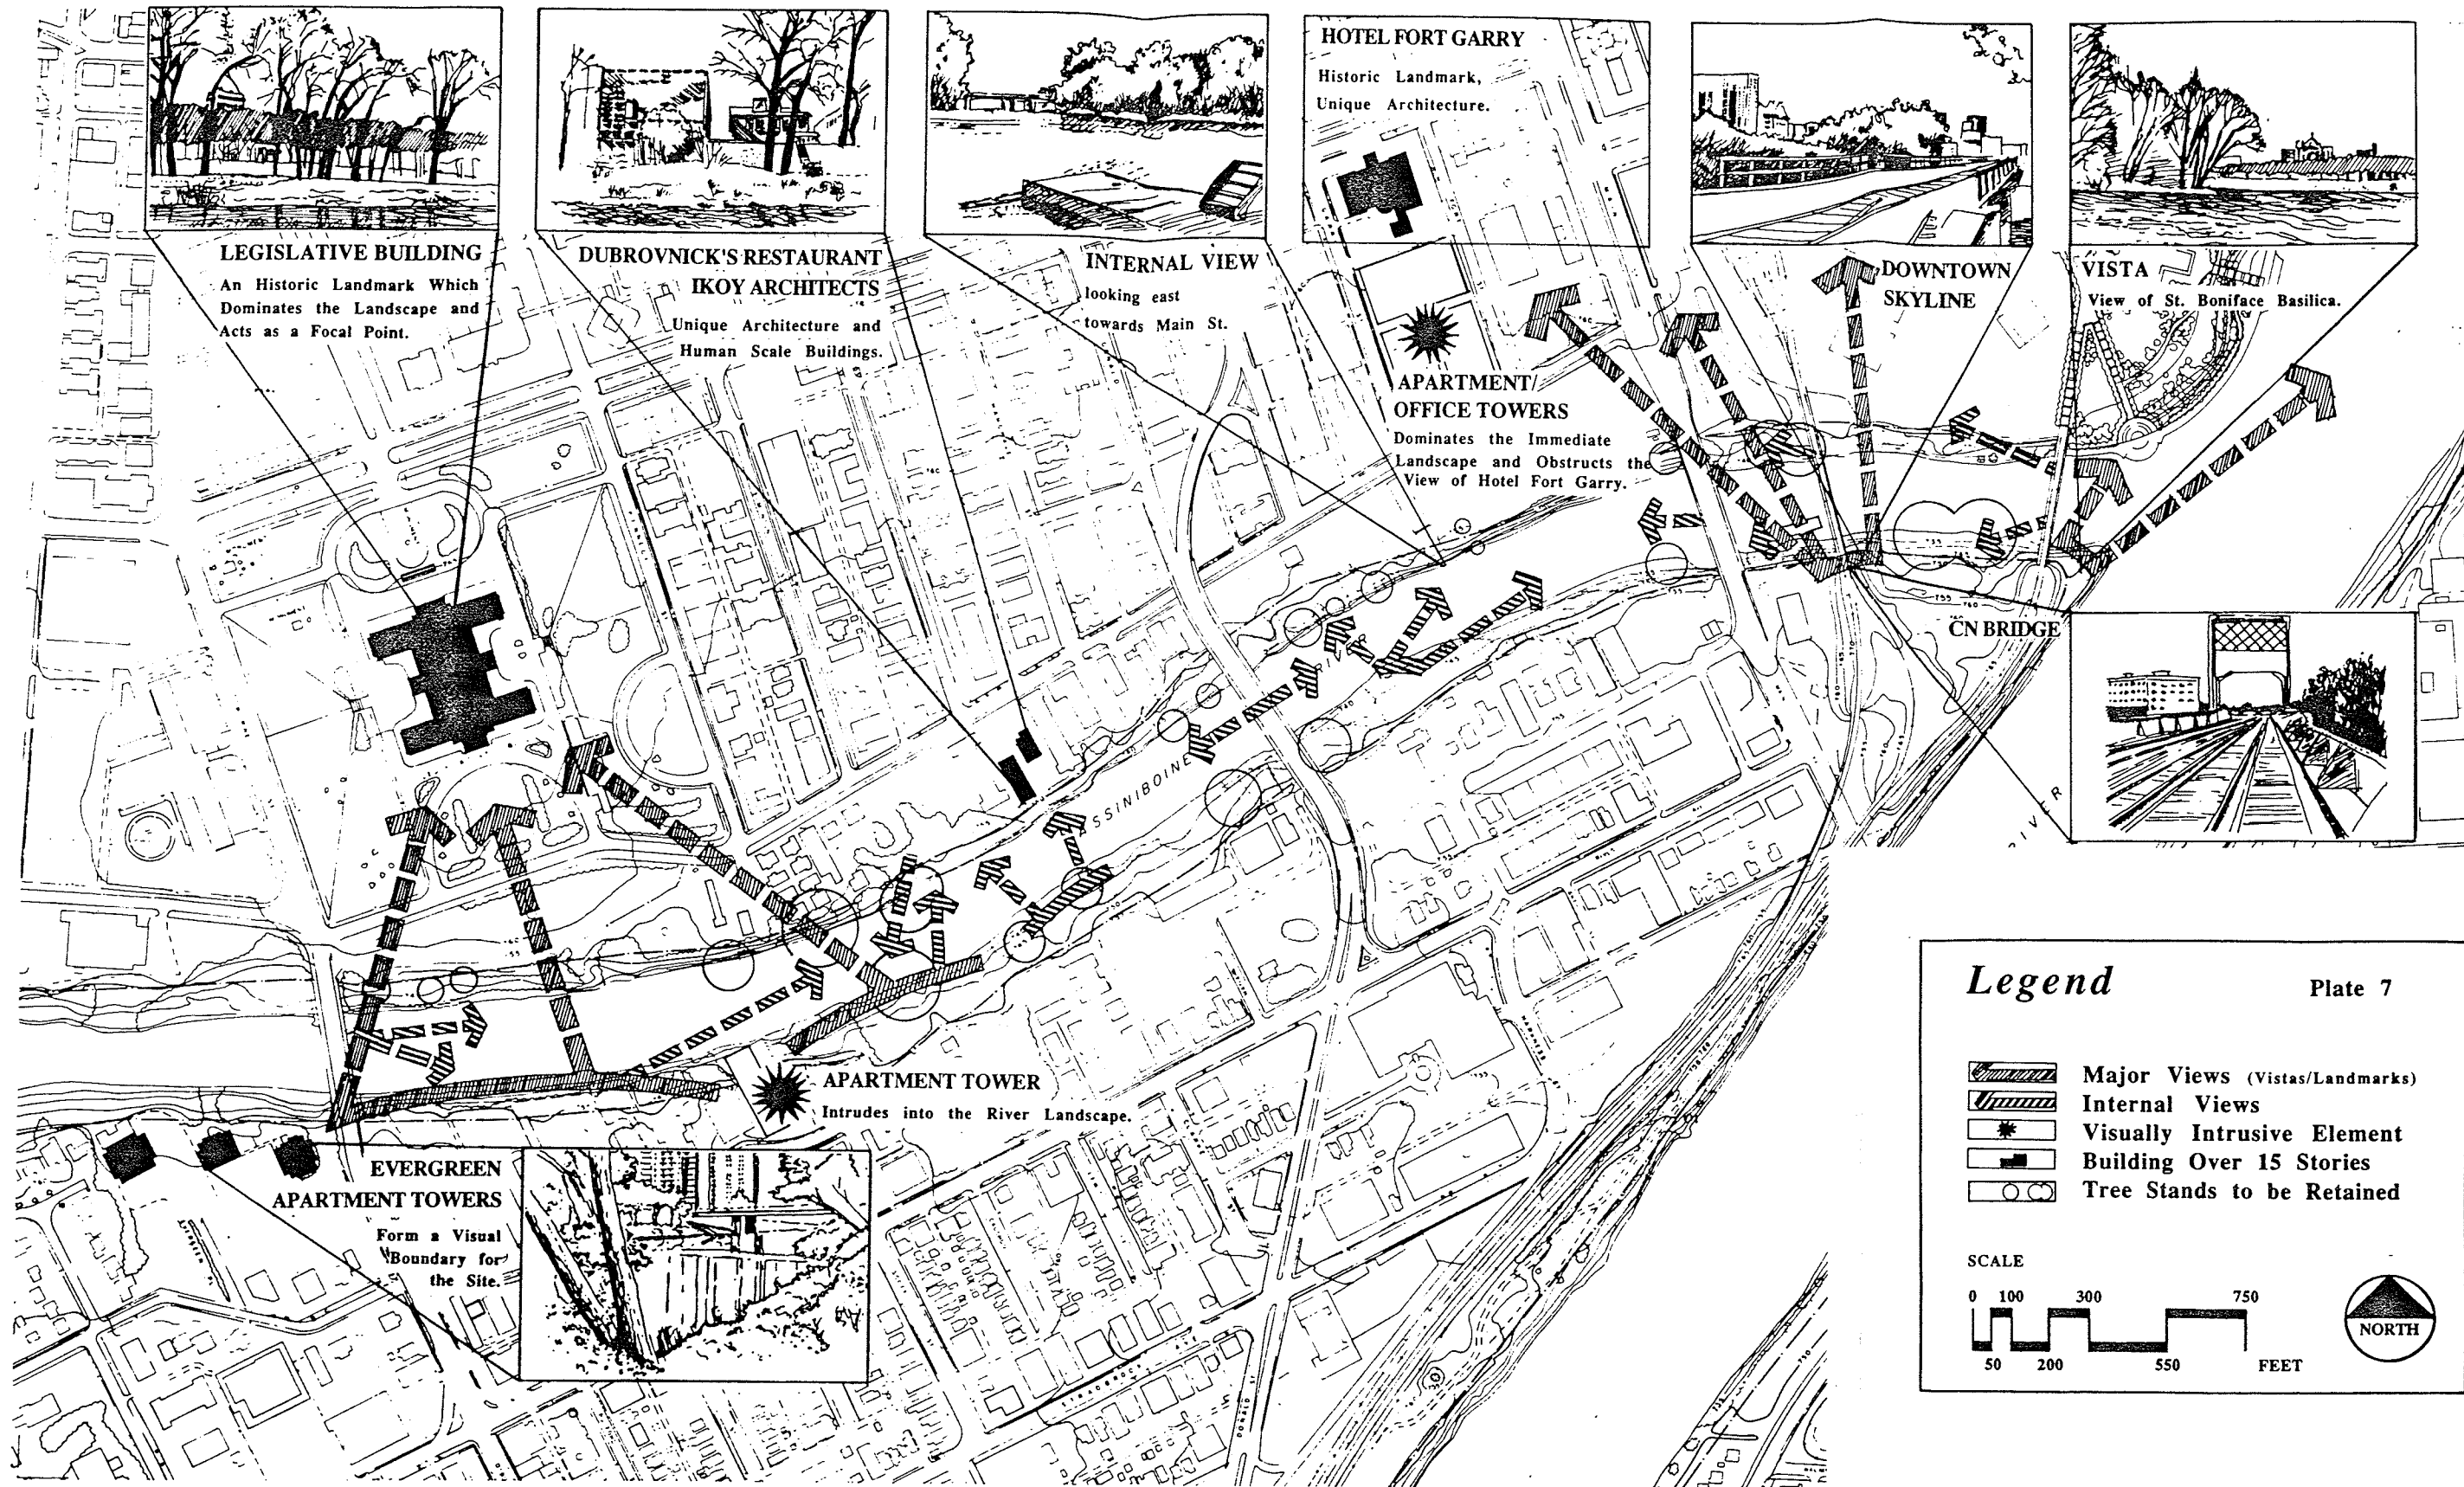 HOTEL FORT GARRY
Historic Landmark,
Unique Architecture.
LEGISLATIVE BUILDING
An Historic Landmark Which
Dominates the Landscape and
Acts as a Focal Point.
DUBROVNICK'S RESTAURANT
IKOY ARCHITECTS
Unique Architecture and
Human Scale Buildings.
INTERNAL VIEW
looking east
towards Main St.
APARTMENT/
OFFICE TOWERS
Dominates the Immediate
Landscape and Obstructs the
View of Hotel Fort Garry.
DOWNTOWN
SKYLINE
VISTA
View of St. Boniface Basilica.
CN BRIDGE
ASSINIBOINE
RIVER
RIVER
APARTMENT TOWER
Intrudes into the River Landscape.
EVERGREEN
APARTMENT TOWERS
Form a Visual
Boundary for
the Site.
STRADBROOK
DONALD
Legend
Plate 7
Major Views (Vistas/Landmarks)
Internal Views
Visually Intrusive Element
Building Over 15 Stories
Tree Stands to be Retained
SCALE
0 100 300 750
50 200 550 FEET
NORTH